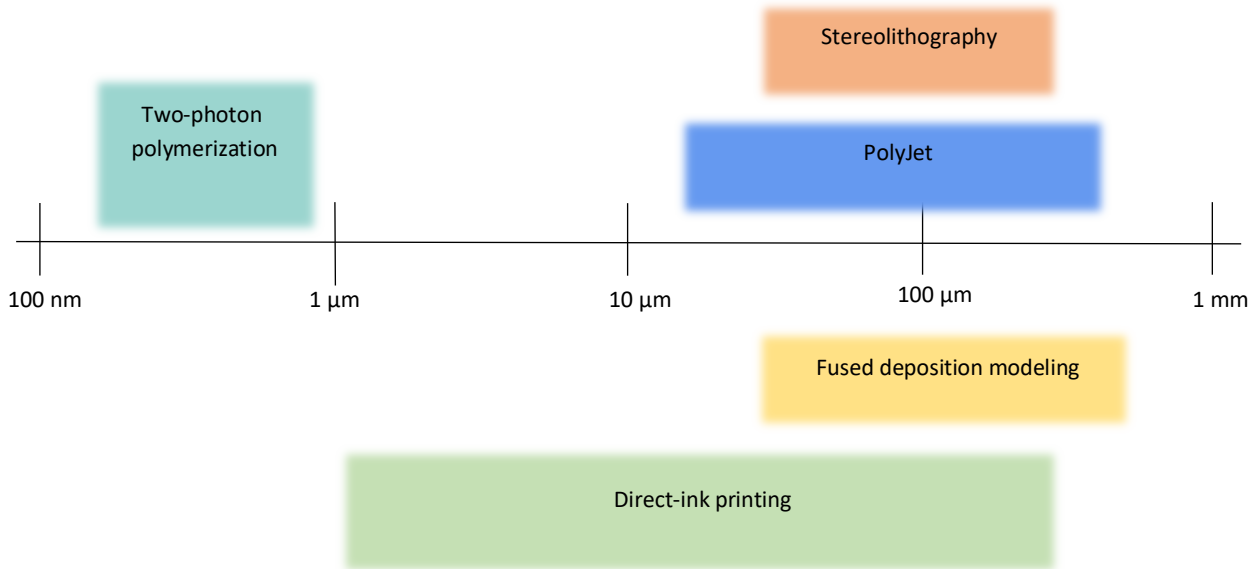 Stereolithography
Two-photon
polymerization
PolyJet
100 nm
1 µm
10 µm
100 µm
1 mm
Fused deposition modeling
Direct-ink printing